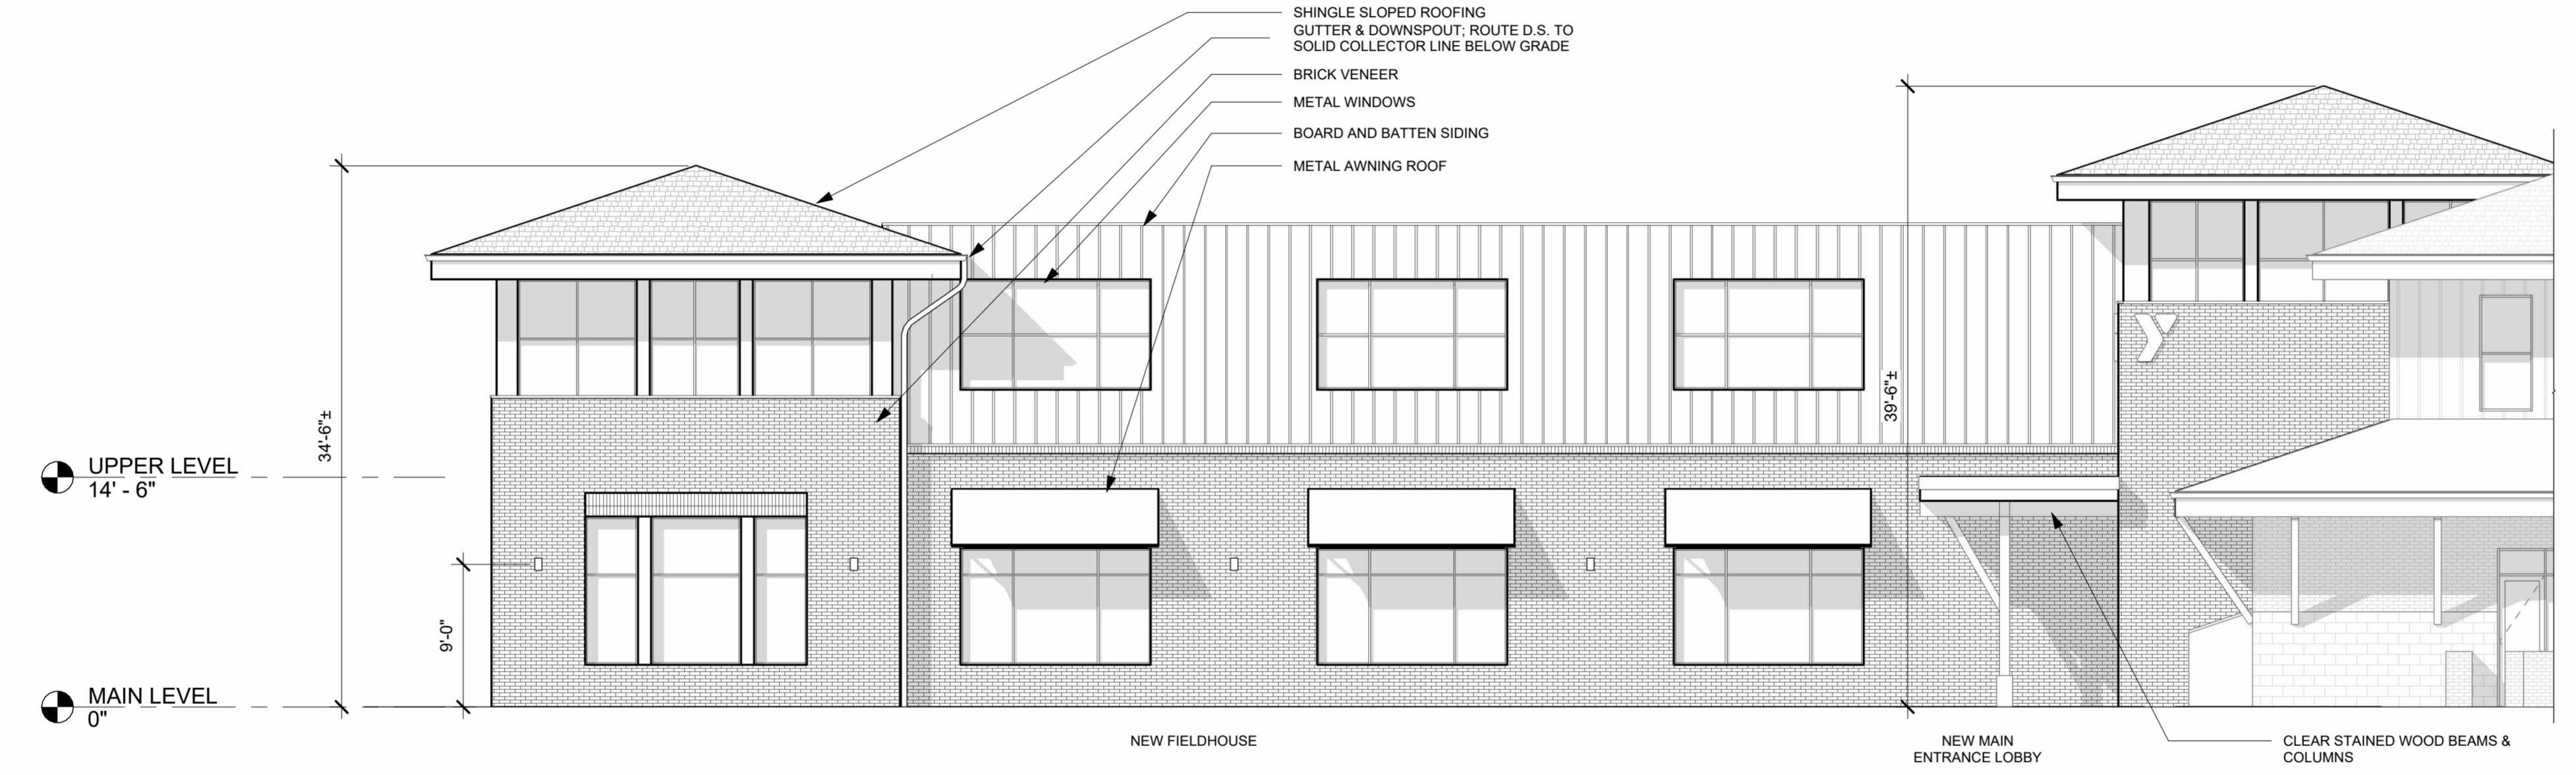 SHINGLE SLOPED ROOFING
GUTTER & DOWNSPOUT; ROUTE D.S. TO
SOLID COLLECTOR LINE BELOW GRADE
BRICK VENEER
METAL WINDOWS
BOARD AND BATTEN SIDING
METAL AWNING ROOF
34'-6"±
39'-6"±
Y
UPPER LEVEL
14' - 6"
9'-0"
MAIN LEVEL
0"
NEW FIELDHOUSE
NEW MAIN
ENTRANCE LOBBY
CLEAR STAINED WOOD BEAMS &
COLUMNS